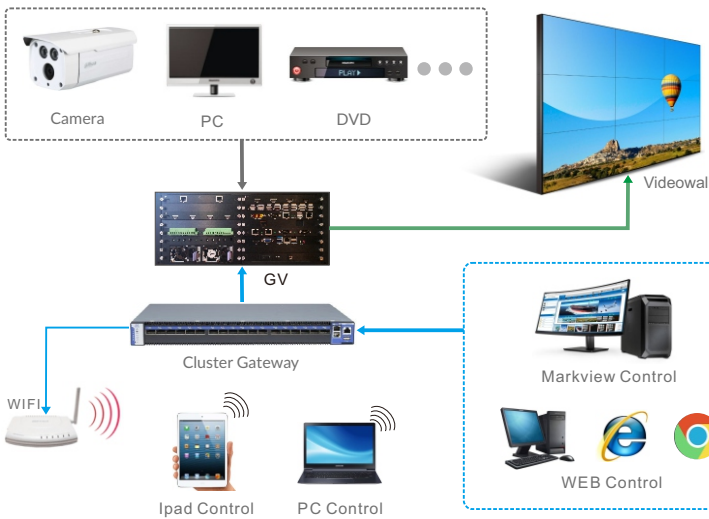 PLAY
Camera
PC
DVD
Videowal
GV
Cluster Gateway
Markview Control
WIFI
WEB Control
Ipad Control
PC Control